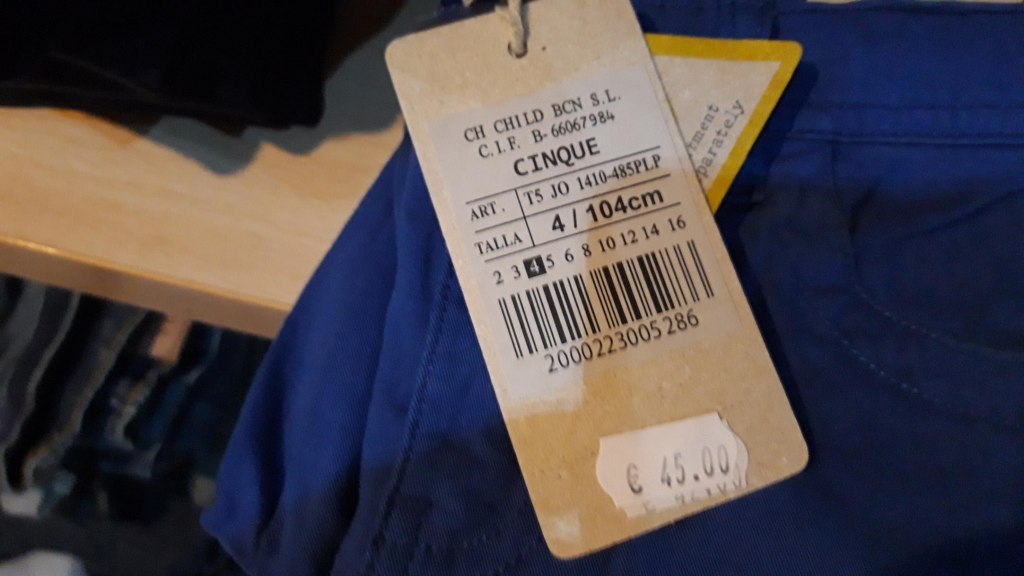 CH CHILD BCN S.L.
C.I.F. B-66067984
CINQUE
ART. T5 JO 1410-485PLP
TALLA 4 / 104cm
2 3 4 5 6 8 10 12 14 16
2000223005286
€ 45.00